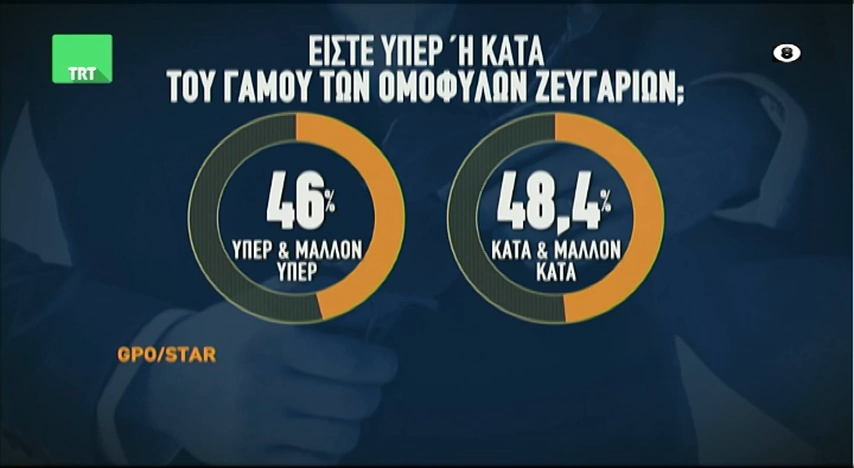 TRT
8
ΕΙΣΤΕ ΥΠΕΡ ΄Η ΚΑΤΑ
ΤΟΥ ΓΑΜΟΥ ΤΩΝ ΟΜΟΦΥΛΩΝ ΖΕΥΓΑΡΙΩΝ;
46%
ΥΠΕΡ & ΜΑΛΛΟΝ
ΥΠΕΡ
48,4%
ΚΑΤΑ & ΜΑΛΛΟΝ
ΚΑΤΑ
GPO/STAR